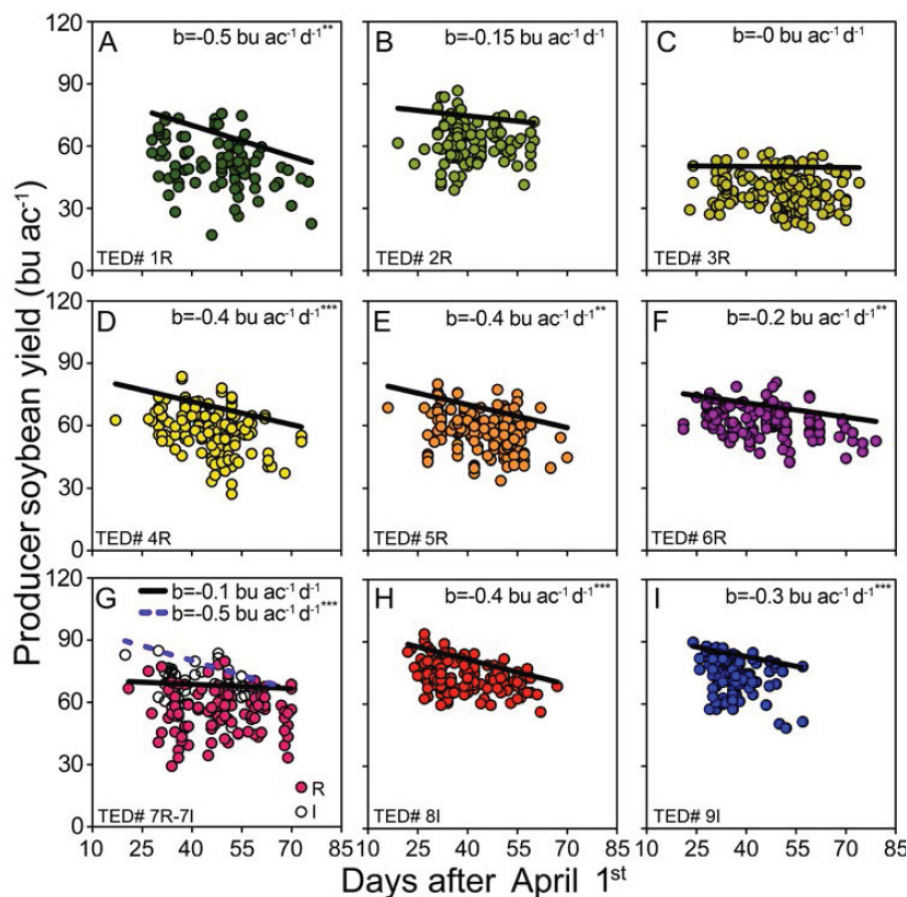 Producer soybean yield (bu ac⁻¹)
120
90
60
30
0
A
b=-0.5 bu ac⁻¹ d⁻¹**
TED# 1R
B
b=-0.15 bu ac⁻¹ d⁻¹
TED# 2R
C
b=-0 bu ac⁻¹ d⁻¹
TED# 3R
120
90
60
30
0
D
b=-0.4 bu ac⁻¹ d⁻¹***
TED# 4R
E
b=-0.4 bu ac⁻¹ d⁻¹**
TED# 5R
F
b=-0.2 bu ac⁻¹ d⁻¹**
TED# 6R
120
90
60
30
0
G
b=-0.1 bu ac⁻¹ d⁻¹
b=-0.5 bu ac⁻¹ d⁻¹***
R
I
TED# 7R-7I
H
b=-0.4 bu ac⁻¹ d⁻¹***
TED# 8I
I
b=-0.3 bu ac⁻¹ d⁻¹***
TED# 9I
10 25 40 55 70 85
10 25 40 55 70 85
10 25 40 55 70 85
Days after April 1ˢᵗ